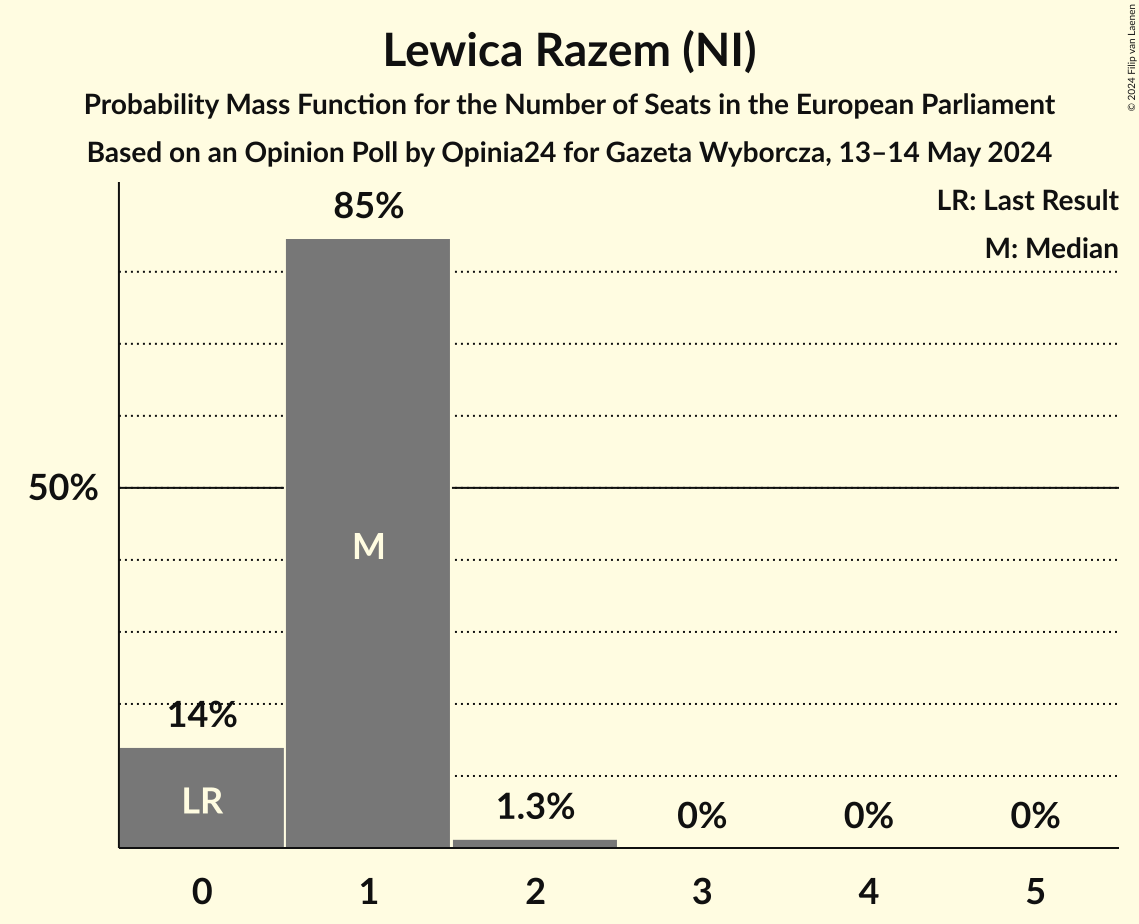 Lewica Razem (NI)
Probability Mass Function for the Number of Seats in the European Parliament
Based on an Opinion Poll by Opinia24 for Gazeta Wyborcza, 13–14 May 2024
© 2024 Filip van Laenen
LR: Last Result
M: Median
85%
50%
M
14%
LR
1.3%
0%
0%
0%
0
1
2
3
4
5